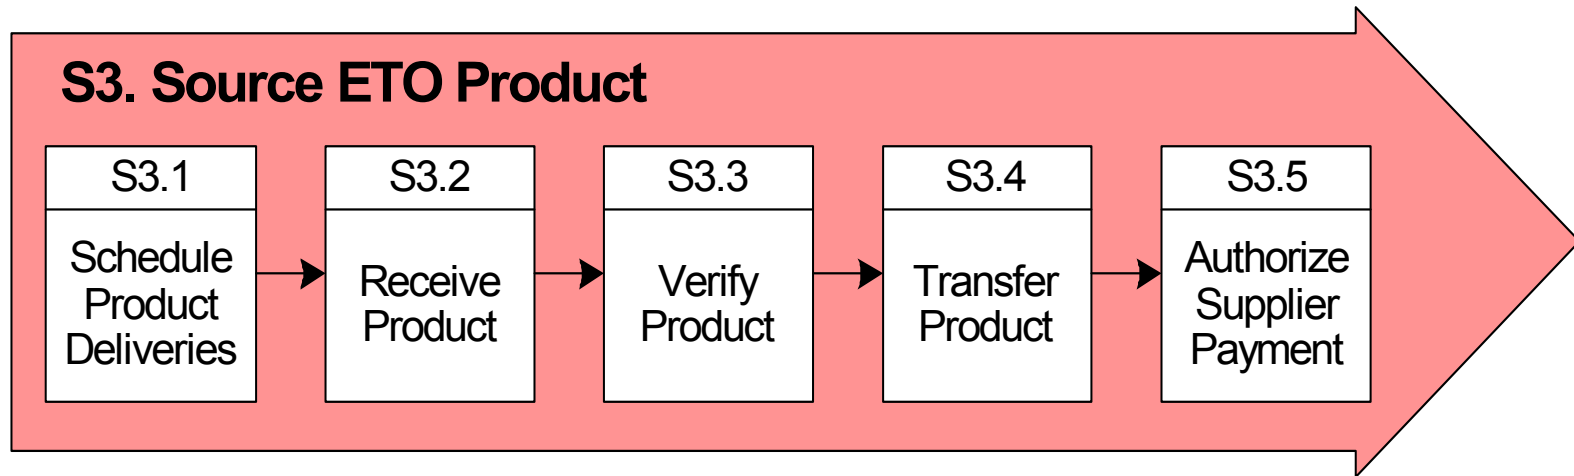 S3. Source ETO Product
S3.1
Schedule
Product
Deliveries
S3.2
Receive
Product
S3.3
Verify
Product
S3.4
Transfer
Product
S3.5
Authorize
Supplier
Payment